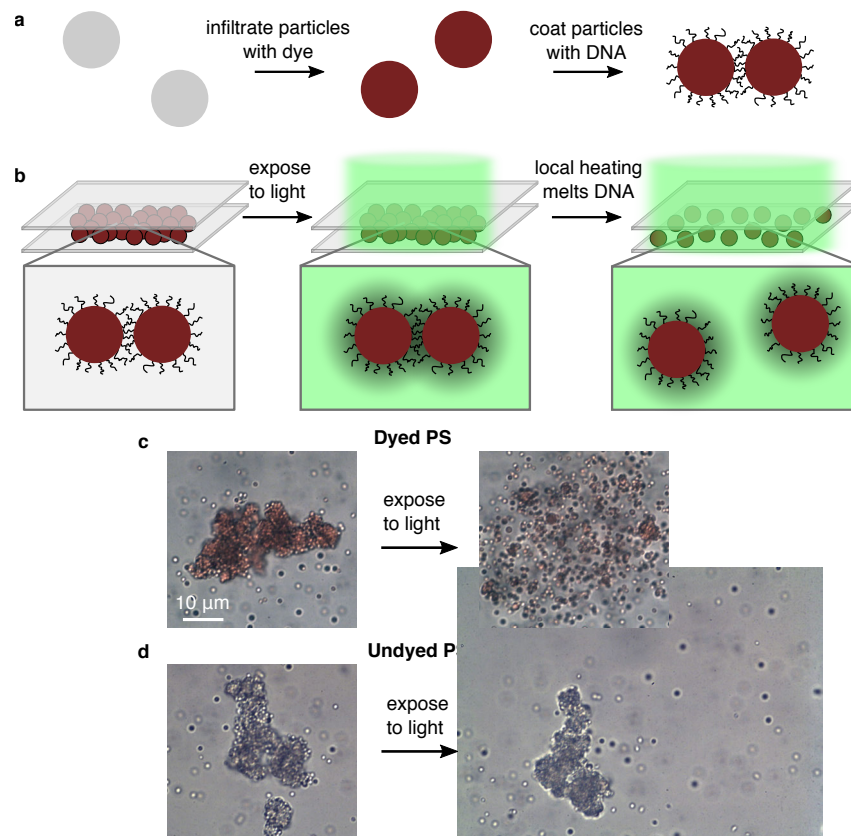 a
infiltrate particles
with dye
coat particles
with DNA
b
expose
to light
local heating
melts DNA
c
Dyed PS
expose
to light
10 µm
d
Undyed P
expose
to light